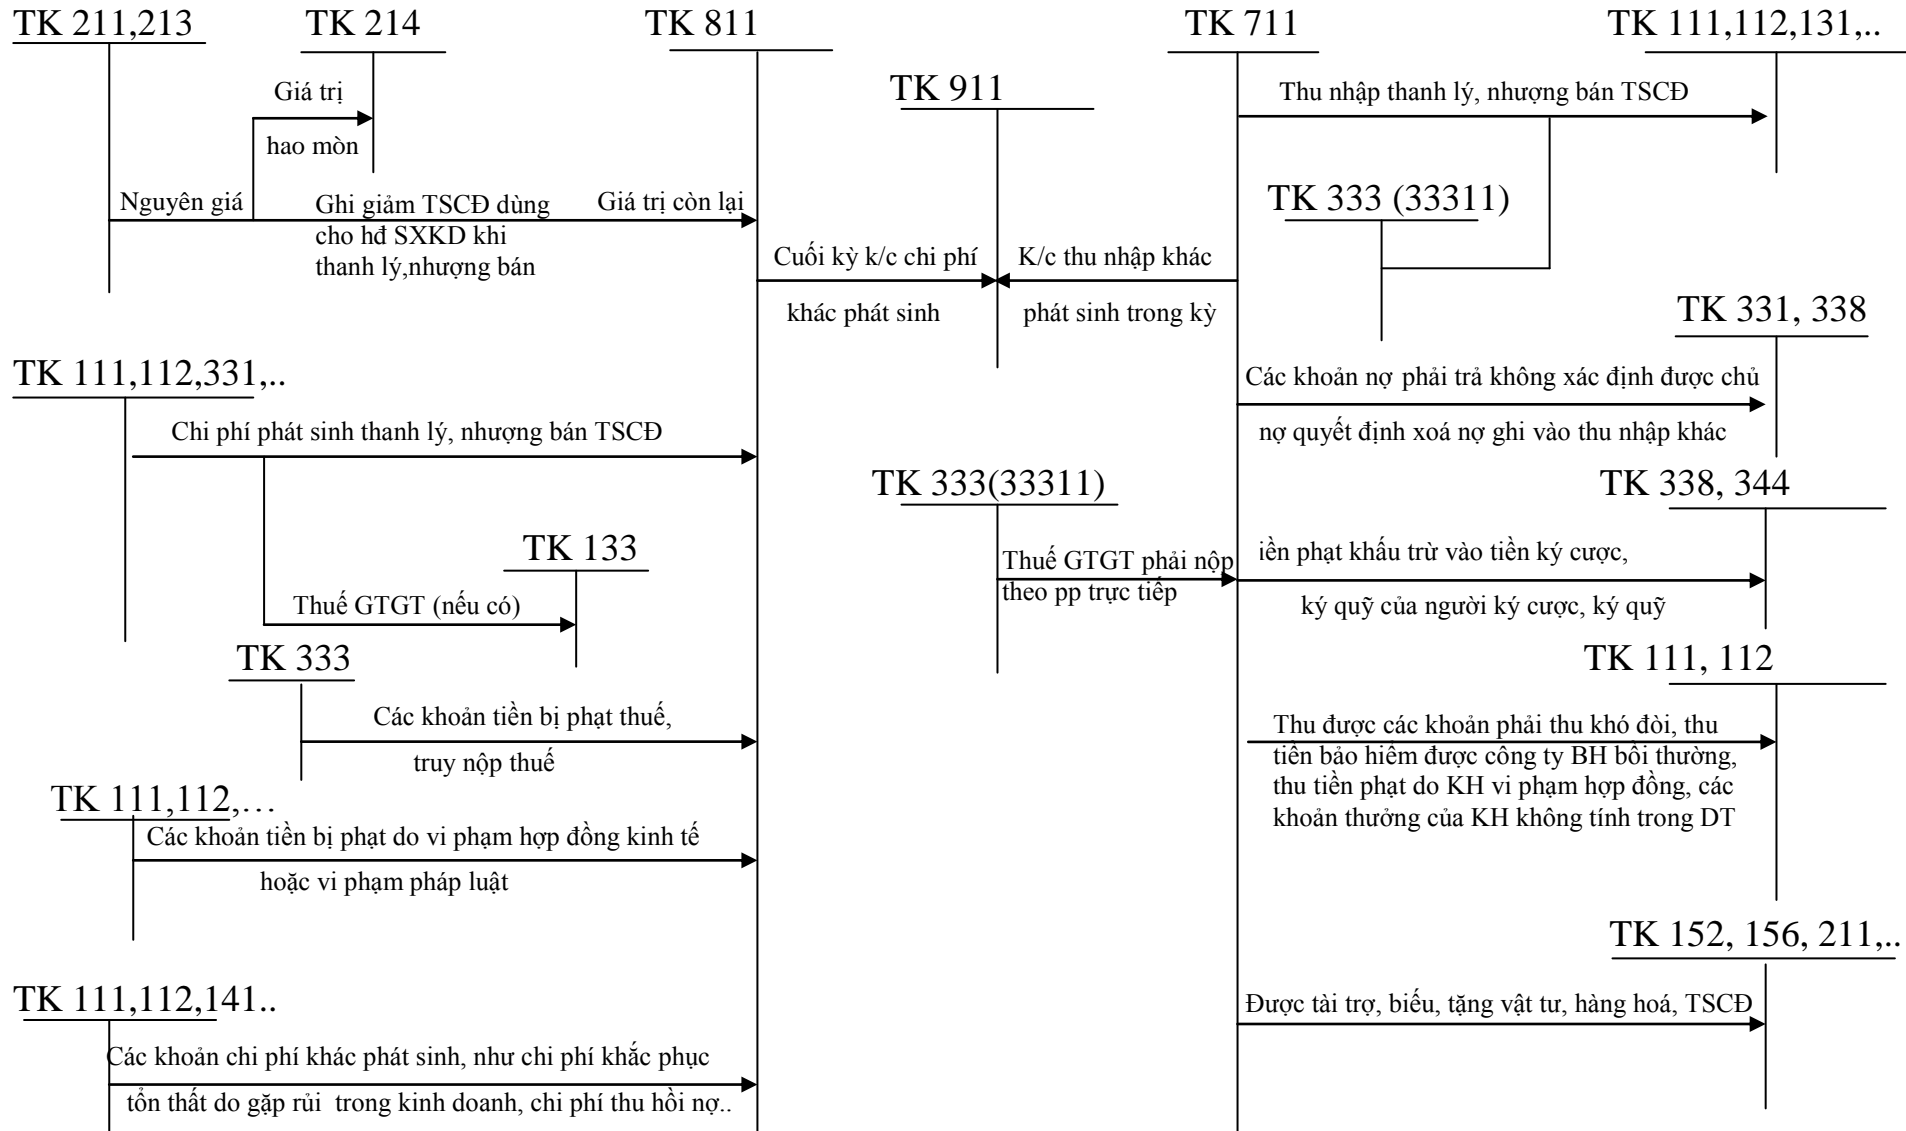 TK 211,213
TK 214
TK 811
TK 711
TK 111,112,131,..
Giá trị
hao mòn
TK 911
Thu nhập thanh lý, nhượng bán TSCĐ
Nguyên giá
Ghi giảm TSCĐ dùng
cho hđ SXKD khi
thanh lý,nhượng bán
Giá trị còn lại
TK 333 (33311)
Cuối kỳ k/c chi phí
khác phát sinh
K/c thu nhập khác
phát sinh trong kỳ
TK 331, 338
TK 111,112,331,..
Các khoản nợ phải trả không xác định được chủ
nợ quyết định xoá nợ ghi vào thu nhập khác
Chi phí phát sinh thanh lý, nhượng bán TSCĐ
TK 333(33311)
TK 338, 344
TK 133
Thuế GTGT phải nộp
theo pp trực tiếp
iền phạt khấu trừ vào tiền ký cược,
ký quỹ của người ký cược, ký quỹ
Thuế GTGT (nếu có)
TK 333
TK 111, 112
Các khoản tiền bị phạt thuế,
truy nộp thuế
Thu được các khoản phải thu khó đòi, thu
tiền bảo hiểm được công ty BH bồi thường,
thu tiền phạt do KH vi phạm hợp đồng, các
khoản thưởng của KH không tính trong DT
TK 111,112,…
Các khoản tiền bị phạt do vi phạm hợp đồng kinh tế
hoặc vi phạm pháp luật
TK 152, 156, 211,..
TK 111,112,141..
Được tài trợ, biếu, tặng vật tư, hàng hoá, TSCĐ
Các khoản chi phí khác phát sinh, như chi phí khắc phục
tổn thất do gặp rủi trong kinh doanh, chi phí thu hồi nợ..